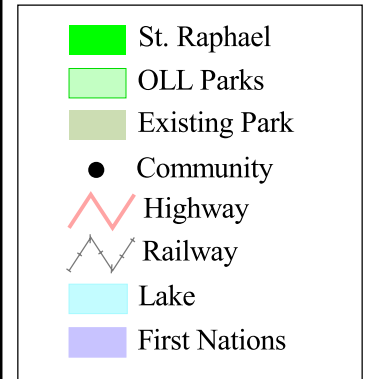 St. Raphael
OLL Parks
Existing Park
Community
Highway
Railway
Lake
First Nations